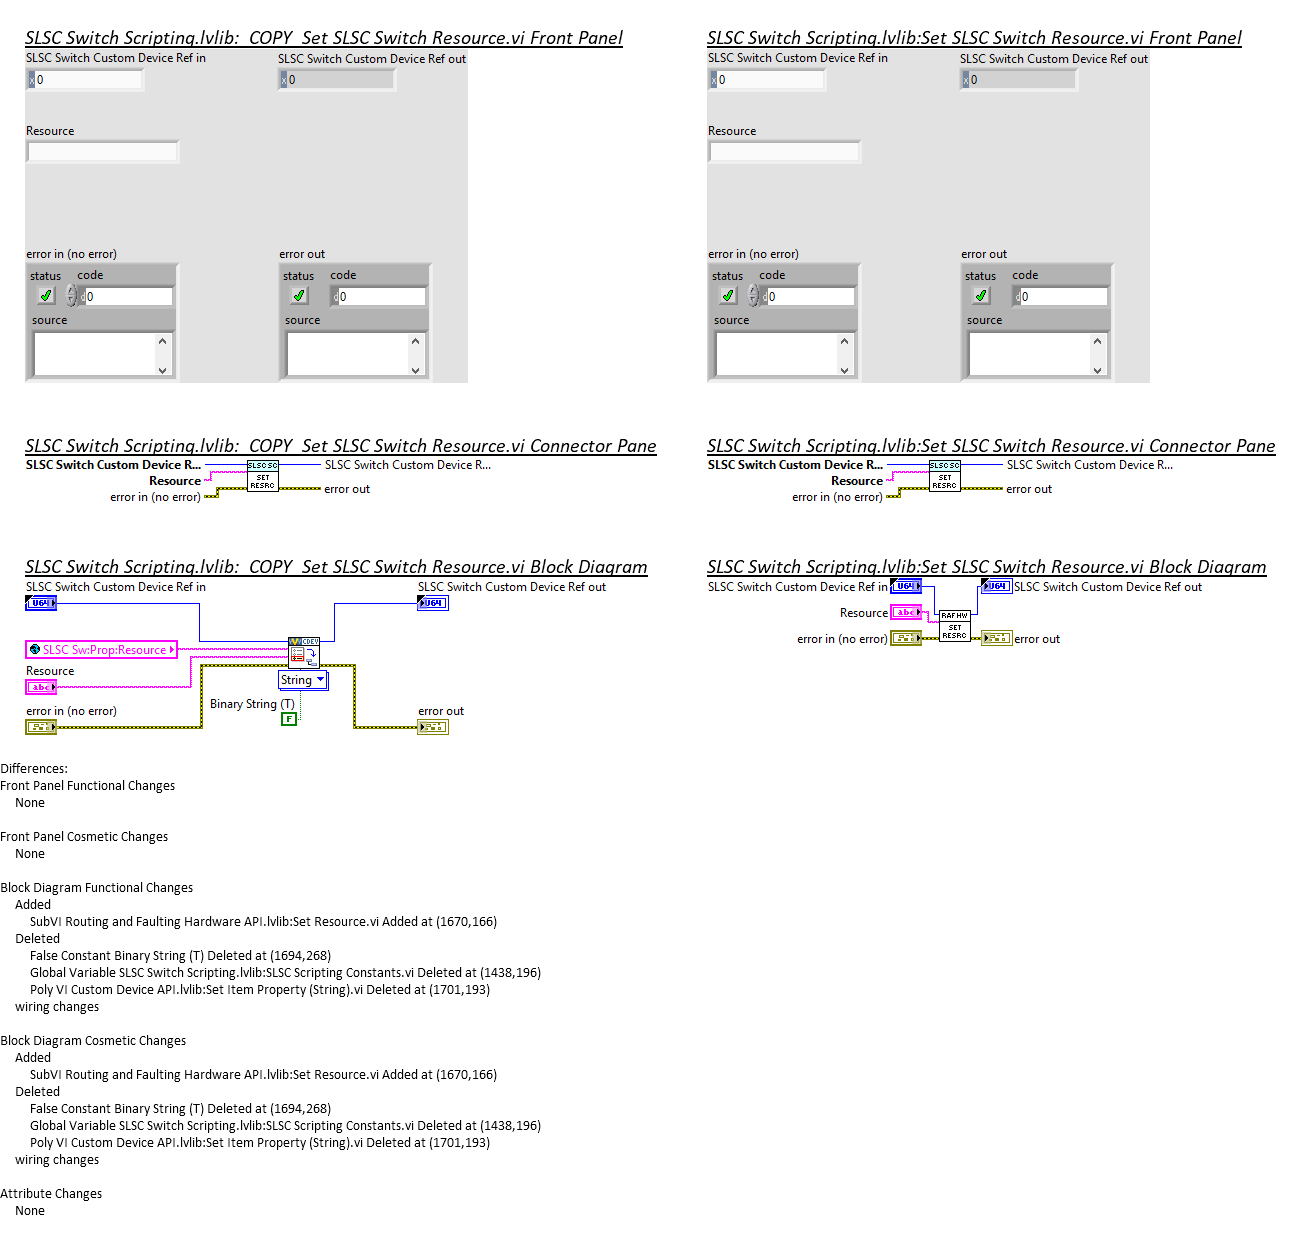 SLSC Switch Scripting.lvlib:  COPY  Set SLSC Switch Resource.vi Front Panel
SLSC Switch Custom Device Ref in
SLSC Switch Custom Device Ref out
x 0
x 0
Resource
error in (no error)
error out
status
code
status
code
d 0
d 0
source
source
SLSC Switch Scripting.lvlib:Set SLSC Switch Resource.vi Front Panel
SLSC Switch Custom Device Ref in
SLSC Switch Custom Device Ref out
x 0
x 0
Resource
error in (no error)
error out
status
code
status
code
d 0
d 0
source
source
SLSC Switch Scripting.lvlib:  COPY  Set SLSC Switch Resource.vi Connector Pane
SLSC Switch Custom Device R...
Resource
error in (no error)
SLSC SC
SET
RESRC
SLSC Switch Custom Device R...
error out
SLSC Switch Scripting.lvlib:Set SLSC Switch Resource.vi Connector Pane
SLSC Switch Custom Device R...
Resource
error in (no error)
SLSC SC
SET
RESRC
SLSC Switch Custom Device R...
error out
SLSC Switch Scripting.lvlib:  COPY  Set SLSC Switch Resource.vi Block Diagram
SLSC Switch Custom Device Ref in
SLSC Switch Custom Device Ref out
U64
U64
CDEV
SLSC Sw:Prop:Resource
Resource
abc
String
error in (no error)
Binary String (T)
F
error out
SLSC Switch Scripting.lvlib:Set SLSC Switch Resource.vi Block Diagram
SLSC Switch Custom Device Ref in
U64
U64
SLSC Switch Custom Device Ref out
Resource
abc
RAF HW
SET
RESRC
error in (no error)
error out
Differences:
Front Panel Functional Changes
None
Front Panel Cosmetic Changes
None
Block Diagram Functional Changes
Added
SubVI Routing and Faulting Hardware API.lvlib:Set Resource.vi Added at (1670,166)
Deleted
False Constant Binary String (T) Deleted at (1694,268)
Global Variable SLSC Switch Scripting.lvlib:SLSC Scripting Constants.vi Deleted at (1438,196)
Poly VI Custom Device API.lvlib:Set Item Property (String).vi Deleted at (1701,193)
wiring changes
Block Diagram Cosmetic Changes
Added
SubVI Routing and Faulting Hardware API.lvlib:Set Resource.vi Added at (1670,166)
Deleted
False Constant Binary String (T) Deleted at (1694,268)
Global Variable SLSC Switch Scripting.lvlib:SLSC Scripting Constants.vi Deleted at (1438,196)
Poly VI Custom Device API.lvlib:Set Item Property (String).vi Deleted at (1701,193)
wiring changes
Attribute Changes
None